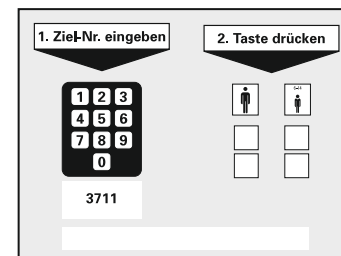 1. Ziel-Nr. eingeben
2. Taste drücken
1 2 3
4 5 6
7 8 9
0
3711